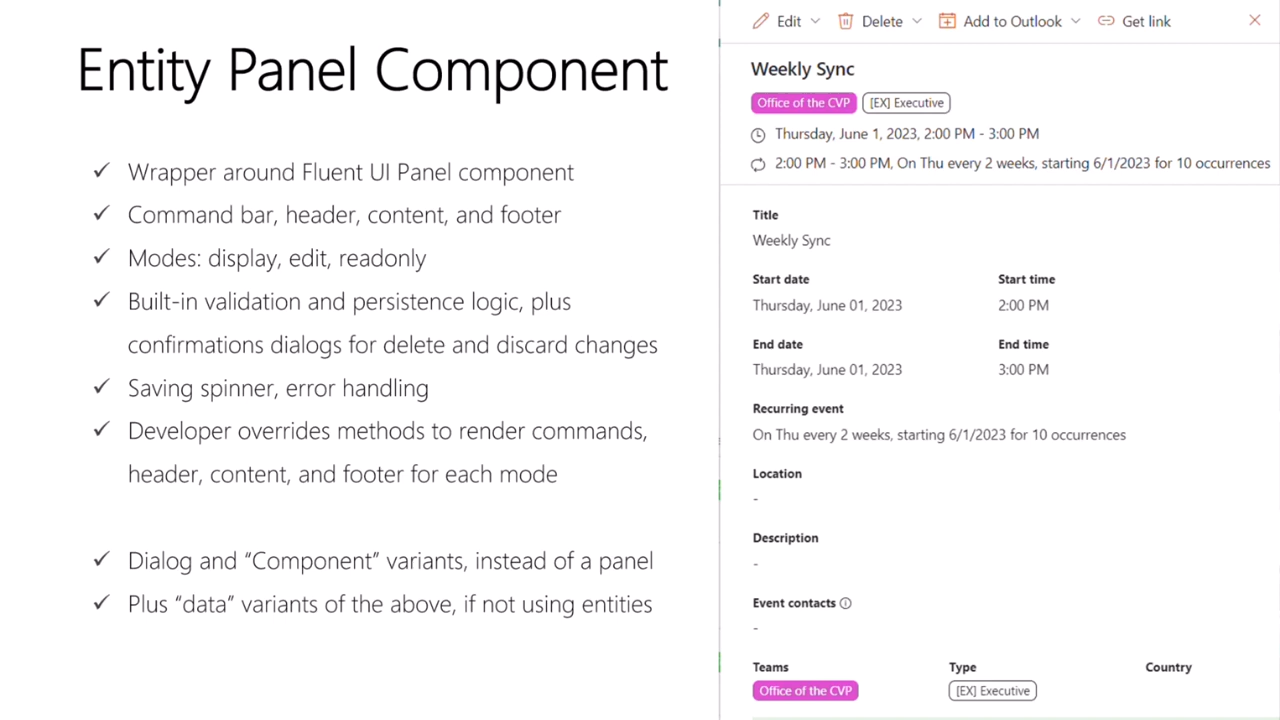 Entity Panel Component
Wrapper around Fluent UI Panel component
Command bar, header, content, and footer
Modes: display, edit, readonly
Built-in validation and persistence logic, plus
confirmations dialogs for delete and discard changes
Saving spinner, error handling
Developer overrides methods to render commands,
header, content, and footer for each mode
Dialog and “Component” variants, instead of a panel
Plus “data” variants of the above, if not using entities
Edit Delete Add to Outlook Get link
Weekly Sync
Office of the CVP [EX] Executive
Thursday, June 1, 2023, 2:00 PM - 3:00 PM
2:00 PM - 3:00 PM, On Thu every 2 weeks, starting 6/1/2023 for 10 occurrences
Title
Weekly Sync
Start date Start time
Thursday, June 01, 2023 2:00 PM
End date End time
Thursday, June 01, 2023 3:00 PM
Recurring event
On Thu every 2 weeks, starting 6/1/2023 for 10 occurrences
Location
-
Description
-
Event contacts
-
Teams Type Country
Office of the CVP [EX] Executive